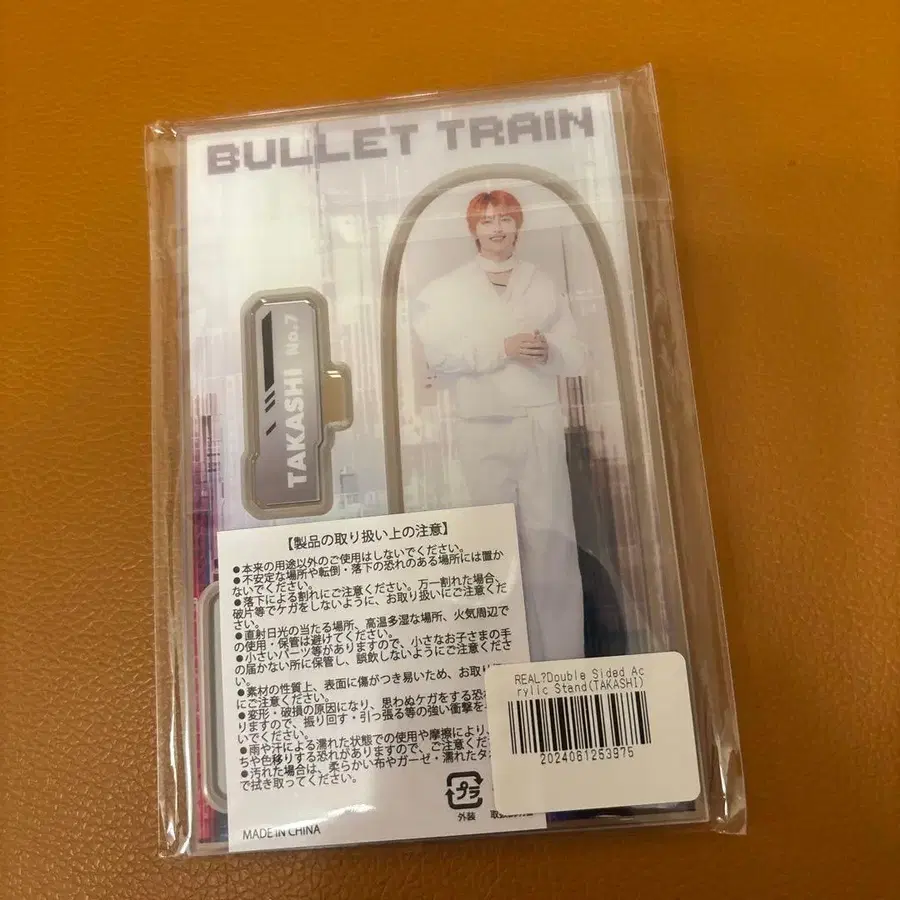 BULLET TRAIN
TAKASHI No.7
【製品の取り扱い上の注意】
●本来の用途以外のご使用はしないでください。
●不安定な場所や転倒・落下の恐れのある場所には置か
ないでください。
●落下による割れにご注意ください。万一割れた場合、
破片等でケガをしないように、お取り扱いにご注意くだ
さい。
●直射日光の当たる場所、高温多湿な場所、火気周辺で
の使用・保管は避けてください。
●小さいパーツ等がありますので、小さなお子さまの手
の届かない所に保管し、誤飲しないようにご注意くださ
い。
●素材の性質上、表面に傷がつき易いため、お取り
にご注意ください。
●変形・破損の原因になり、思わぬケガをする恐
りますので、振り回す・引っ張る等の強い衝撃を
いでください。
●雨や汗による濡れた状態での使用や摩擦により、
ちや色移りする恐れがありますので、ご注意くだ
●汚れた場合は、柔らかい布やガーゼ・濡れたタオ
で拭き取ってください。
プラ
外装
MADE IN CHINA
REAL?Double Sided Ac
rylic Stand(TAKASHI)
2024061253975